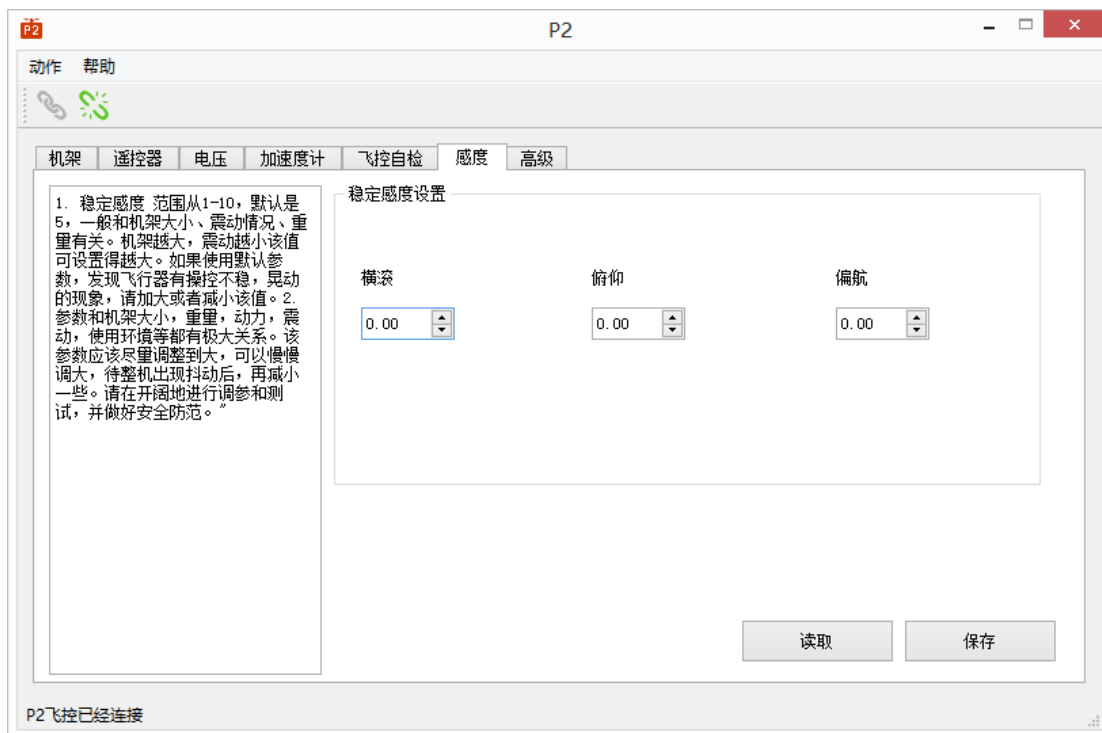 P2
P2
动作 帮助
机架 遥控器 电压 加速度计 飞控自检 感度 高级
1. 稳定感度 范围从1-10，默认是
5，一般和机架大小、震动情况、重
量有关。机架越大，震动越小该值
可设置得越大。如果使用默认参
数，发现飞行器有操控不稳，晃动
的现象，请加大或者减小该值。2.
参数和机架大小，重量，动力，震
动，使用环境等都有极大关系。该
参数应该尽量调整到大，可以慢慢
调大，待整机出现抖动后，再减小
一些。请在开阔地进行调参和测
试，并做好安全防范。"
稳定感度设置
横滚 俯仰 偏航
0.00 0.00 0.00
读取 保存
P2飞控已经连接